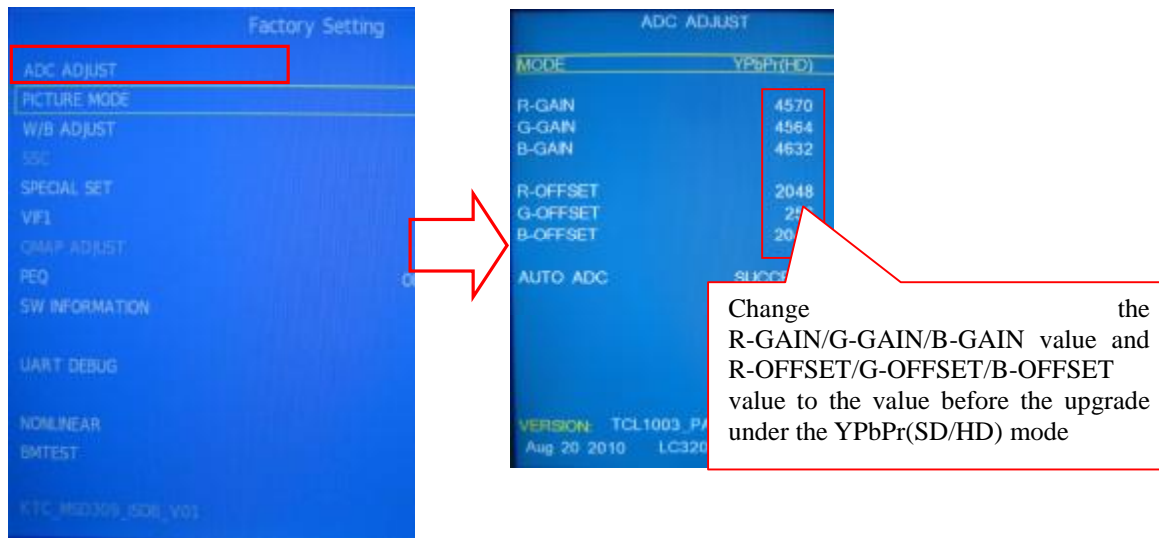 Factory Setting
ADC ADJUST
PICTURE MODE
W/B ADJUST
SSC
SPECIAL SET
VIF1
QMAP ADJUST
PEQ
SW INFORMATION
UART DEBUG
NONLINEAR
BMTEST
KTC_MSD309_ISDB_V01
ADC ADJUST
MODE YPbPr(HD)
R-GAIN 4570
G-GAIN 4564
B-GAIN 4632
R-OFFSET 2048
G-OFFSET
B-OFFSET
AUTO ADC
VERSION: TCL1003_PA
Aug 20 2010 LC320
Change the
R-GAIN/G-GAIN/B-GAIN value and
R-OFFSET/G-OFFSET/B-OFFSET
value to the value before the upgrade
under the YPbPr(SD/HD) mode